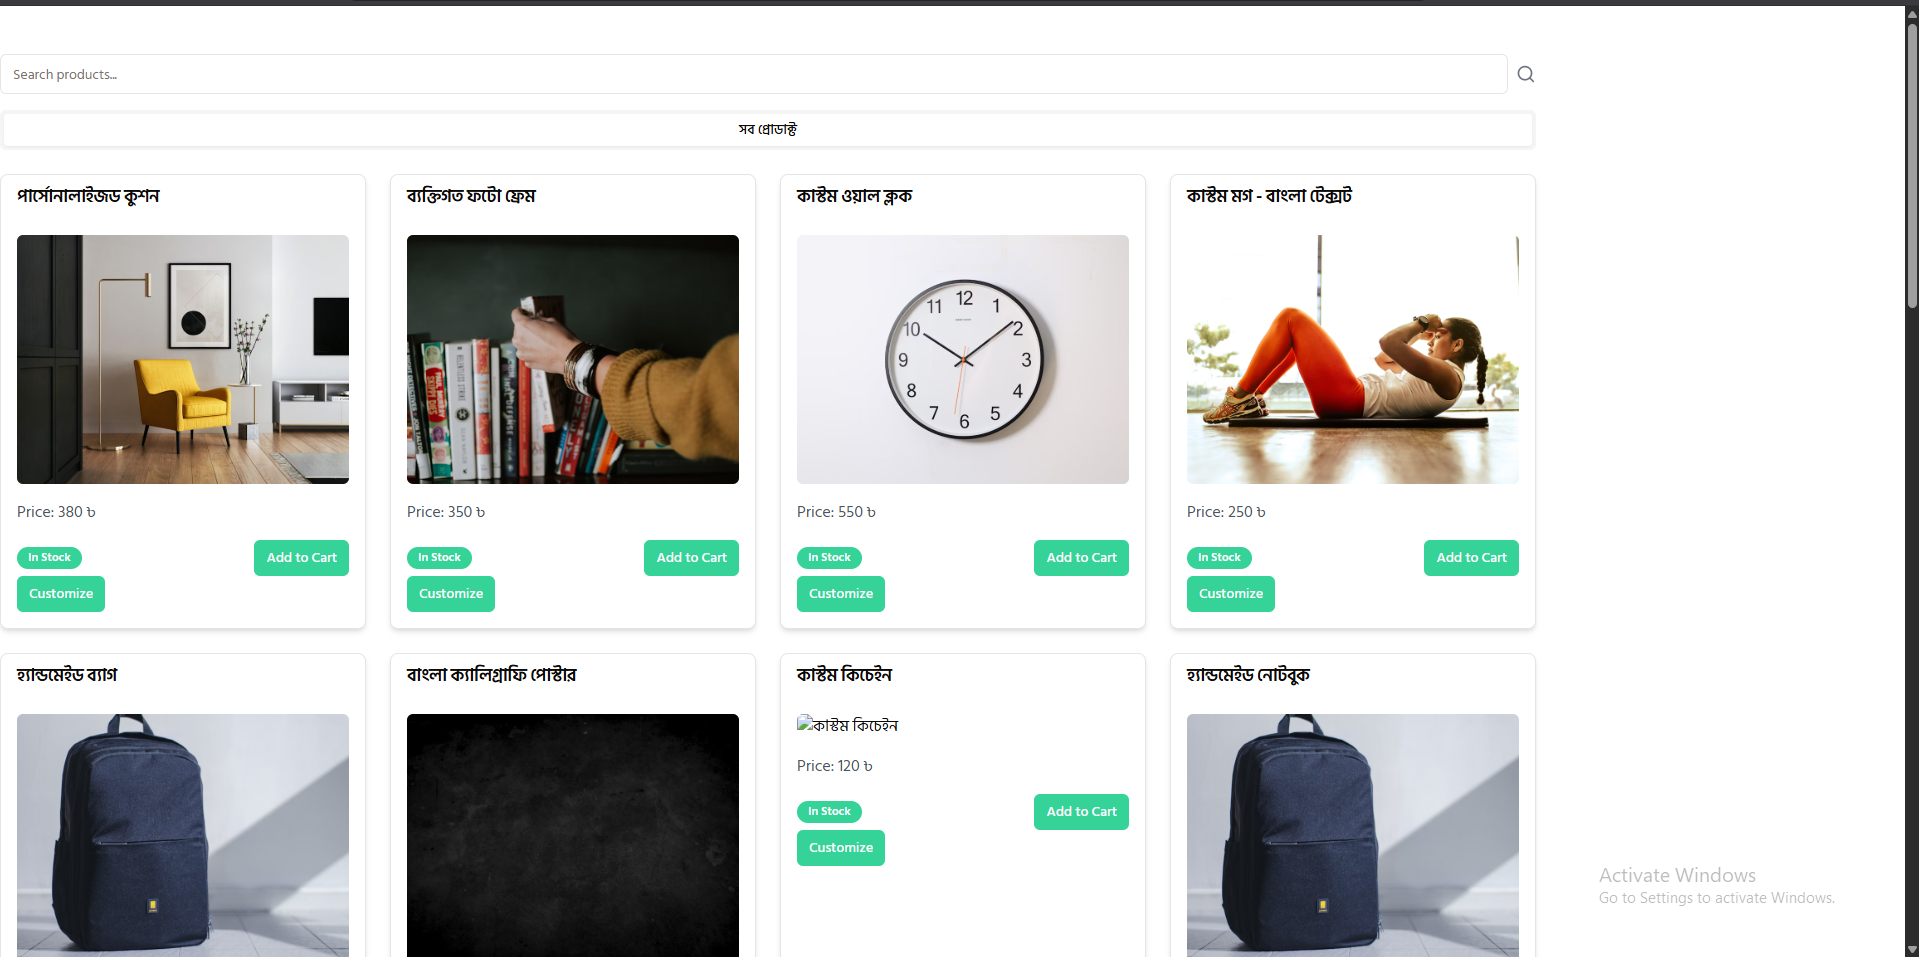 Search products...
সব প্রোডাক্ট
পার্সোনালাইজড কুশন
ব্যক্তিগত ফটো ফ্রেম
কাস্টম ওয়াল ক্লক
কাস্টম মগ - বাংলা টেক্সট
12
11
1
10
2
9
3
8
4
7
5
6
Price: 380 ৳
Price: 350 ৳
Price: 550 ৳
Price: 250 ৳
In Stock
Add to Cart
In Stock
Add to Cart
In Stock
Add to Cart
In Stock
Add to Cart
Customize
Customize
Customize
Customize
হ্যান্ডমেইড ব্যাগ
বাংলা ক্যালিগ্রাফি পোস্টার
কাস্টম কিচেইন
হ্যান্ডমেইড নোটবুক
কাস্টম কিচেইন
Price: 120 ৳
In Stock
Add to Cart
Customize
Activate Windows
Go to Settings to activate Windows.